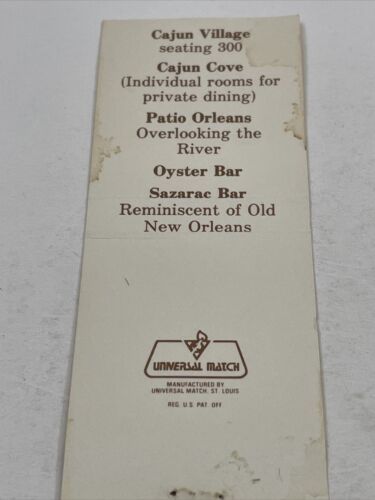 Cajun Village
seating 300
Cajun Cove
(Individual rooms for
private dining)
Patio Orleans
Overlooking the
River
Oyster Bar
Sazarac Bar
Reminiscent of Old
New Orleans
UNIVERSAL MATCH
MANUFACTURED BY
UNIVERSAL MATCH, ST. LOUIS
REG. U.S. PAT. OFF